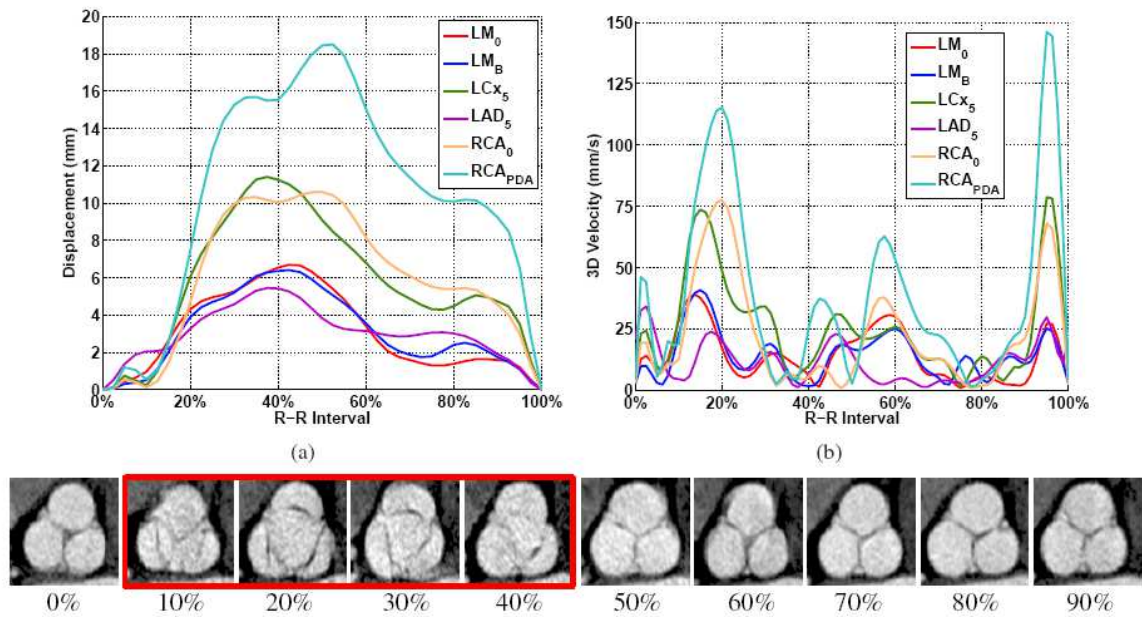 20
18
16
14
12
10
8
6
4
2
0
Displacement (mm)
0% 20% 40% 60% 80% 100%
R−R Interval
LM0
LMB
LCx5
LAD5
RCA0
RCAPDA
(a)
150
125
100
75
50
25
0
3D Velocity (mm/s)
0% 20% 40% 60% 80% 100%
R−R Interval
LM0
LMB
LCx5
LAD5
RCA0
RCAPDA
(b)
0% 10% 20% 30% 40% 50% 60% 70% 80% 90%